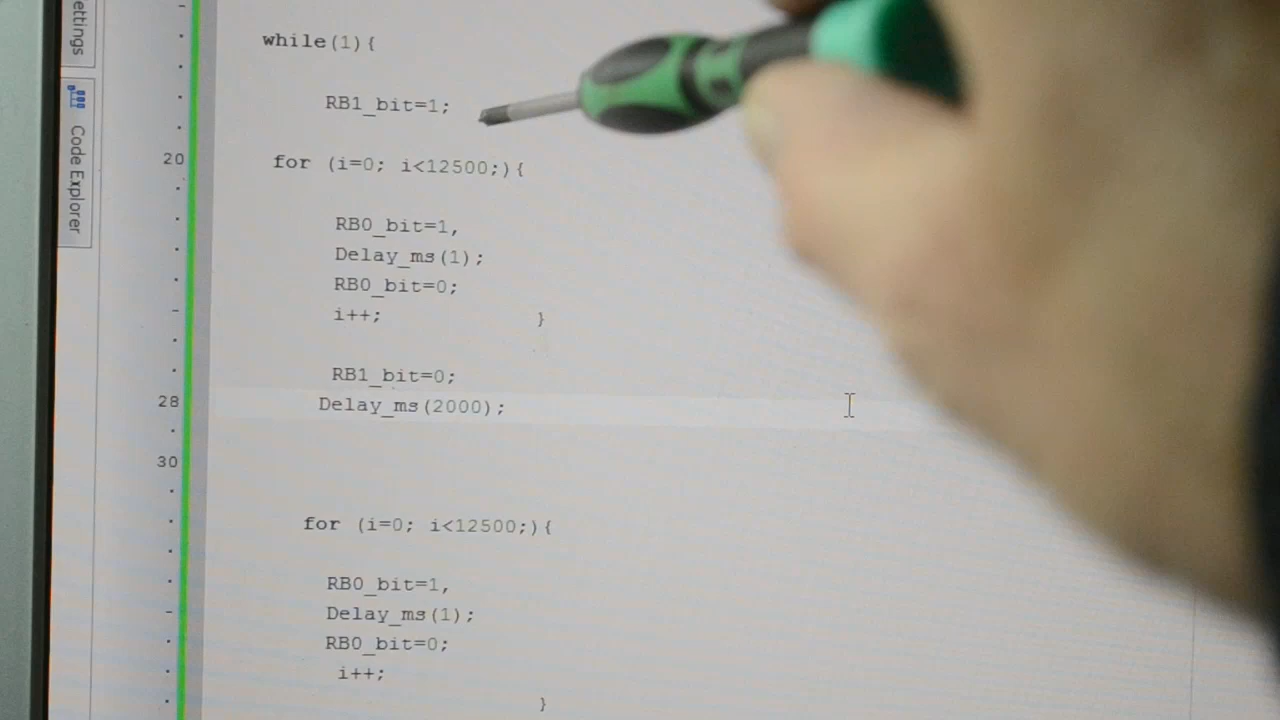 ettings
Code Explorer
while(1){
RB1_bit=1;
20 for (i=0; i<12500;){
RB0_bit=1,
Delay_ms(1);
RB0_bit=0;
i++; }
RB1_bit=0;
28 Delay_ms(2000);
30
for (i=0; i<12500;){
RB0_bit=1,
Delay_ms(1);
RB0_bit=0;
i++;
}